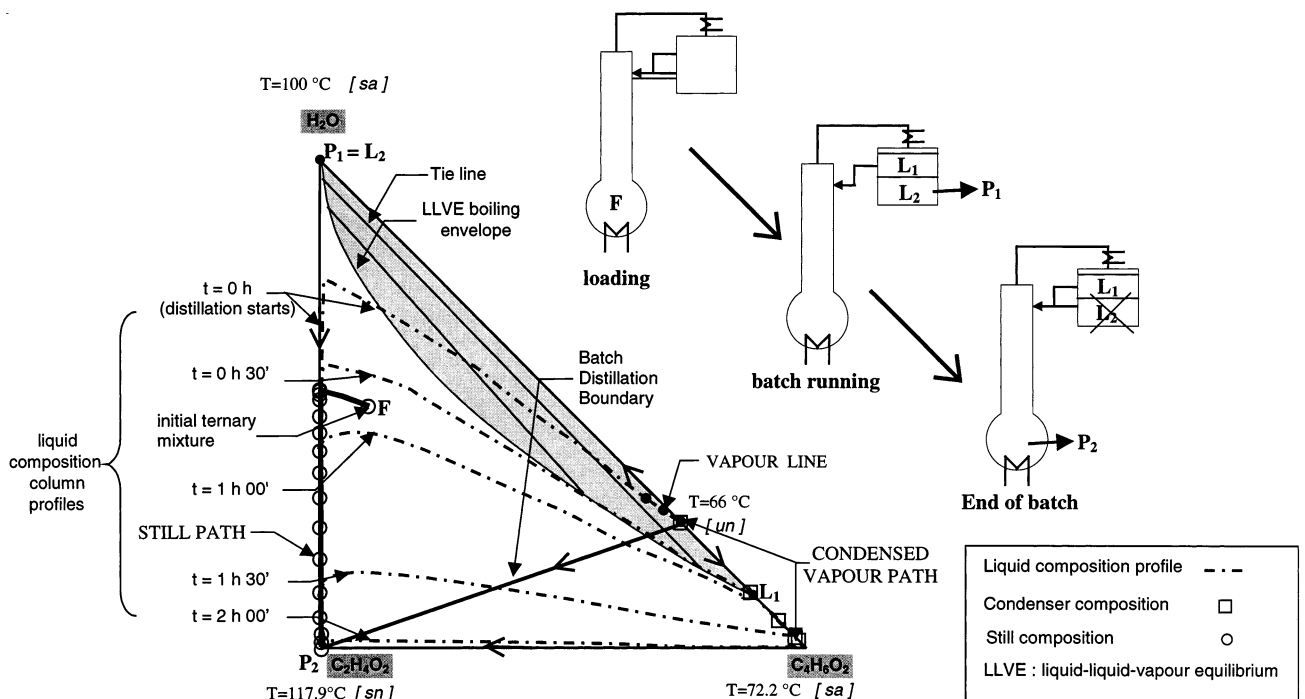 T=100 °C [ sa ]
H₂O
P₁ = L₂
Tie line
LLVE boiling
envelope
t = 0 h
(distillation starts)
t = 0 h 30'
initial ternary
mixture
F
liquid
composition
column
profiles
t = 1 h 00'
STILL PATH
t = 1 h 30'
t = 2 h 00'
P₂
C₂H₄O₂
T=117.9°C [ sn ]
Batch
Distillation
Boundary
VAPOUR LINE
T=66 °C
[ un ]
CONDENSED
VAPOUR PATH
L₁
C₄H₆O₂
T=72.2 °C [ sa ]
F
loading
L₁
L₂
P₁
batch running
L₁
L₂
P₂
End of batch
Liquid composition profile
Condenser composition
Still composition
LLVE : liquid-liquid-vapour equilibrium